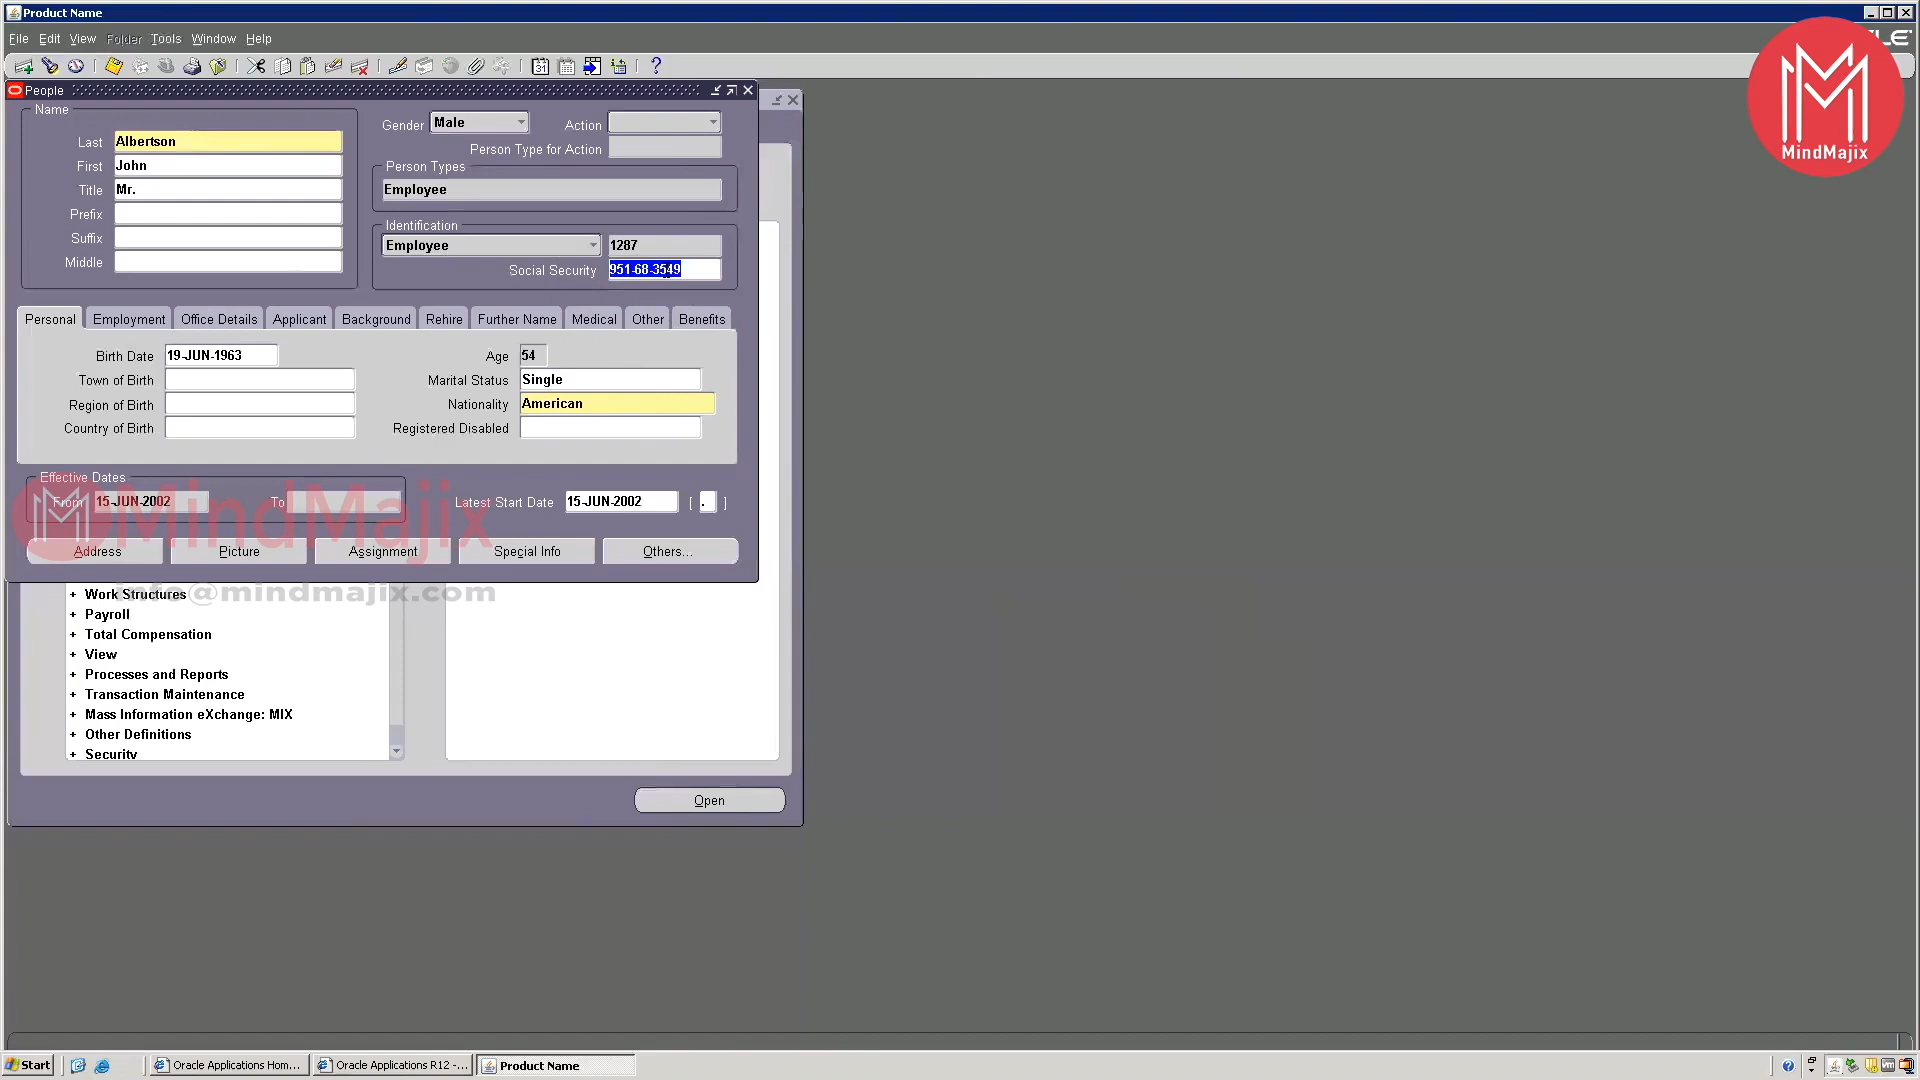 Product Name
File Edit View Folder Tools Window Help
MindMajix
People
Name
Last Albertson
First John
Title Mr.
Prefix
Suffix
Middle
Gender Male Action
Person Type for Action
Person Types
Employee
Identification
Employee 1287
Social Security 951-68-3549
Personal Employment Office Details Applicant Background Rehire Further Name Medical Other Benefits
Birth Date 19-JUN-1963 Age 54
Town of Birth Marital Status Single
Region of Birth Nationality American
Country of Birth Registered Disabled
Effective Dates
From 15-JUN-2002 To Latest Start Date 15-JUN-2002 [ . ]
MindMajix
Address Picture Assignment Special Info Others...
info@mindmajix.com
+ Work Structures
+ Payroll
+ Total Compensation
+ View
+ Processes and Reports
+ Transaction Maintenance
+ Mass Information eXchange: MIX
+ Other Definitions
+ Security
Open
Start Oracle Applications Hom... Oracle Applications R12 -... Product Name